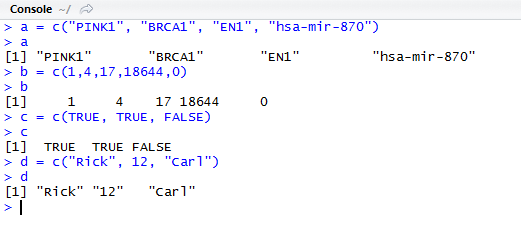 Console ~/
> a = c("PINK1", "BRCA1", "EN1", "hsa-mir-870")
> a
[1] "PINK1"       "BRCA1"       "EN1"         "hsa-mir-870"
> b = c(1,4,17,18644,0)
> b
[1]     1     4    17 18644     0
> c = c(TRUE, TRUE, FALSE)
> c
[1]  TRUE  TRUE FALSE
> d = c("Rick", 12, "Carl")
> d
[1] "Rick" "12"   "Carl"
>